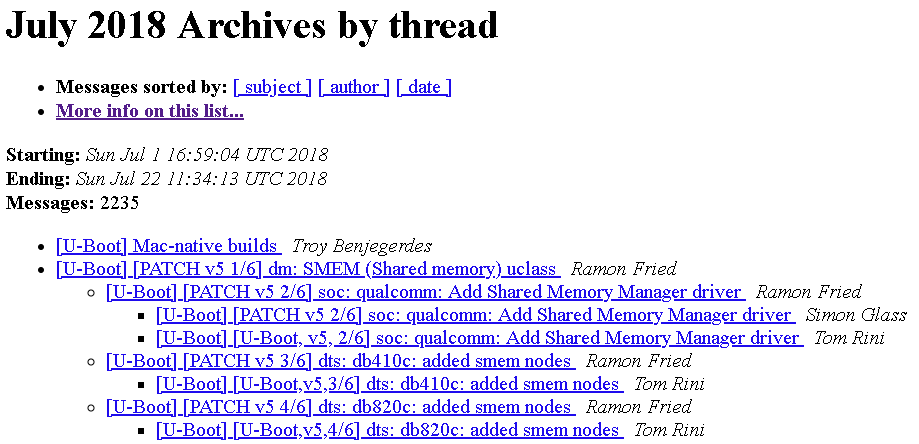 July 2018 Archives by thread
Messages sorted by: [ subject ] [ author ] [ date ]
More info on this list...
Starting: Sun Jul 1 16:59:04 UTC 2018
Ending: Sun Jul 22 11:34:13 UTC 2018
Messages: 2235
[U-Boot] Mac-native builds Troy Benjegerdes
[U-Boot] [PATCH v5 1/6] dm: SMEM (Shared memory) uclass Ramon Fried
[U-Boot] [PATCH v5 2/6] soc: qualcomm: Add Shared Memory Manager driver Ramon Fried
[U-Boot] [PATCH v5 2/6] soc: qualcomm: Add Shared Memory Manager driver Simon Glass
[U-Boot] [U-Boot, v5, 2/6] soc: qualcomm: Add Shared Memory Manager driver Tom Rini
[U-Boot] [PATCH v5 3/6] dts: db410c: added smem nodes Ramon Fried
[U-Boot] [U-Boot,v5,3/6] dts: db410c: added smem nodes Tom Rini
[U-Boot] [PATCH v5 4/6] dts: db820c: added smem nodes Ramon Fried
[U-Boot] [U-Boot,v5,4/6] dts: db820c: added smem nodes Tom Rini